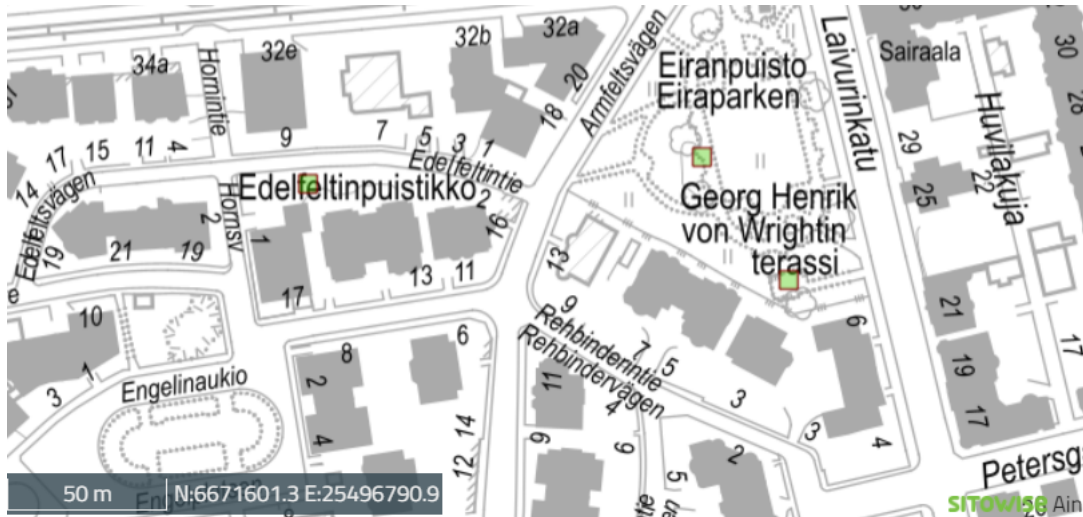 32e
32b
32a
34a
Hornintie
20
Armfeltsvägen
18
Eiranpuisto
Eiraparken
Laivurinkatu
Sairaala
30
28
Huvilakuja
22
29
25
17
15
11
4
9
7
5
3
1
Edelfeltintie
14
Edelfeltsvägen
19
Edelfeltinpuistikko
Hornsv
2
21
19
1
17
2
16
13
11
Georg Henrik
von Wrightin
terassi
13
9
Rehbinderintie
Rehbindervägen
7
5
3
6
21
17
19
17
10
1
3
Engelinaukio
8
2
4
6
14
12
11
9
4
6
5
2
3
4
Petersg
50 m
N:6671601.3 E:25496790.9
SITOWISE Ain